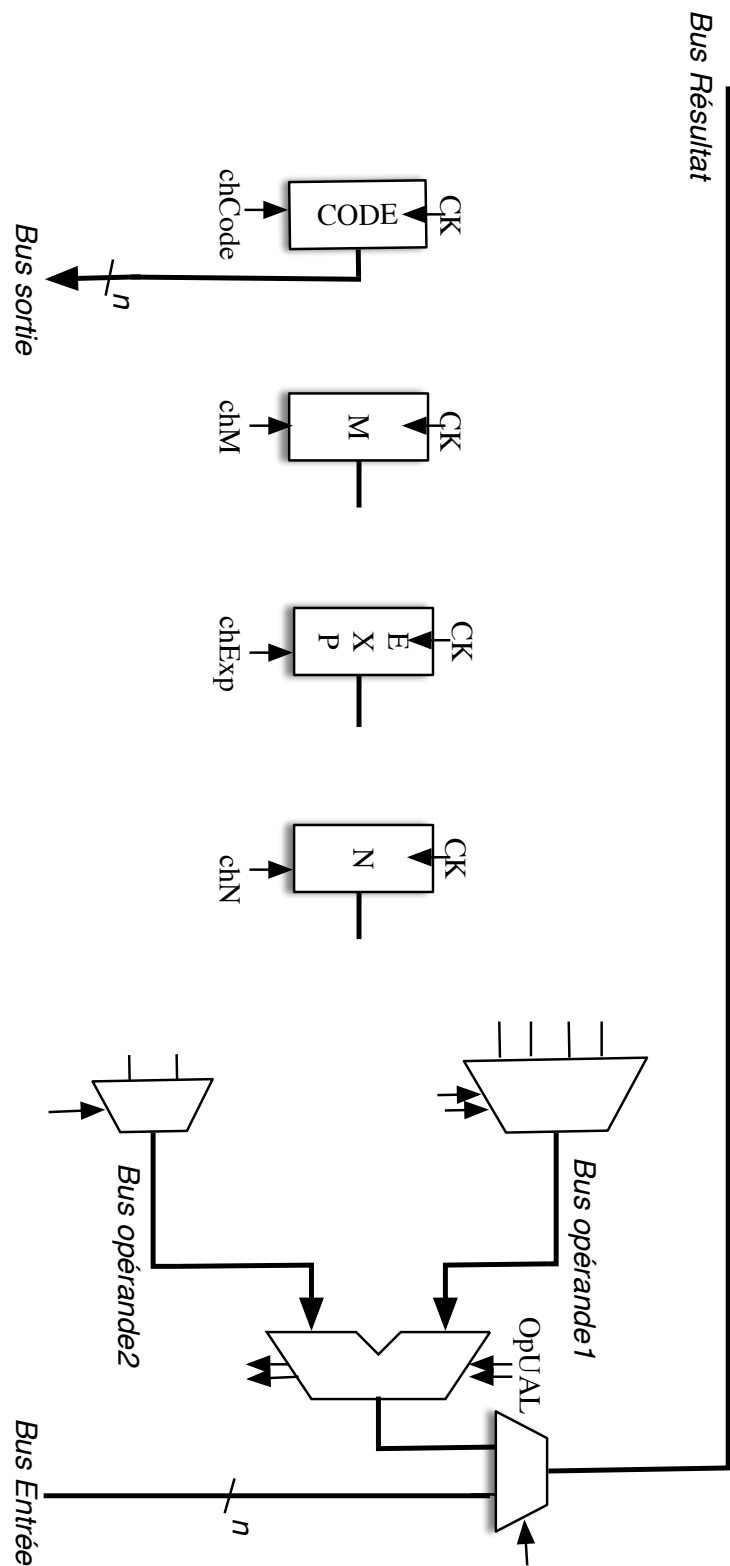 Bus Résultat
CK
CODE
chCode
Bus sortie
n
CK
M
chM
CK
E
X
P
chExp
CK
N
chN
Bus opérande1
Bus opérande2
OpUAL
Bus Entrée
n